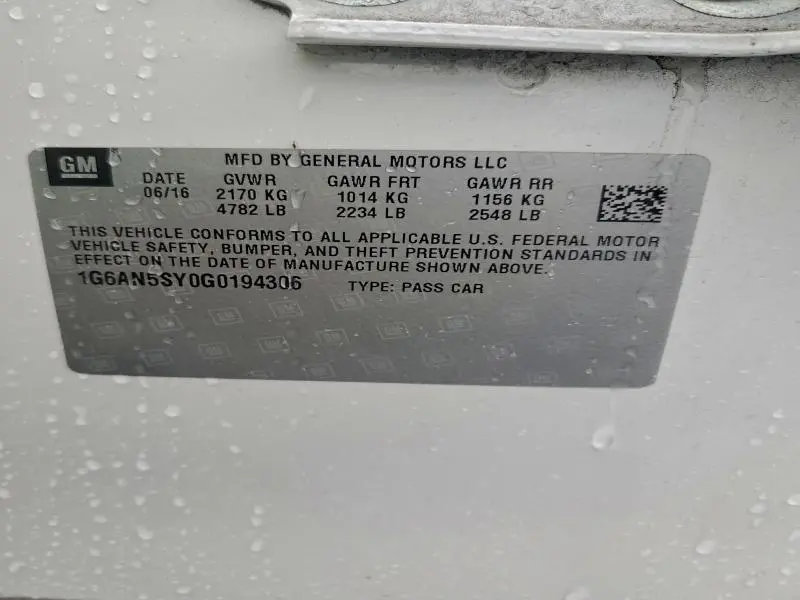 GM
MFD BY GENERAL MOTORS LLC
DATE GVWR GAWR FRT GAWR RR
06/16 2170 KG 1014 KG 1156 KG
4782 LB 2234 LB 2548 LB
THIS VEHICLE CONFORMS TO ALL APPLICABLE U.S. FEDERAL MOTOR
VEHICLE SAFETY, BUMPER, AND THEFT PREVENTION STANDARDS IN
EFFECT ON THE DATE OF MANUFACTURE SHOWN ABOVE.
1G6AN5SY0G0194306 TYPE: PASS CAR